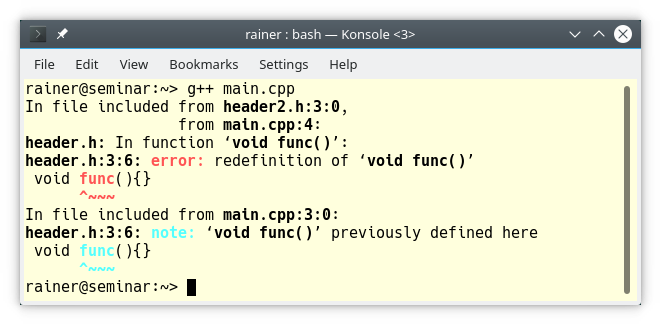 rainer : bash — Konsole <3>
File Edit View Bookmarks Settings Help
rainer@seminar:~> g++ main.cpp
In file included from header2.h:3:0,
                 from main.cpp:4:
header.h: In function ‘void func()’:
header.h:3:6: error: redefinition of ‘void func()’
 void func(){}
      ^~~~
In file included from main.cpp:3:0:
header.h:3:6: note: ‘void func()’ previously defined here
 void func(){}
      ^~~~
rainer@seminar:~>